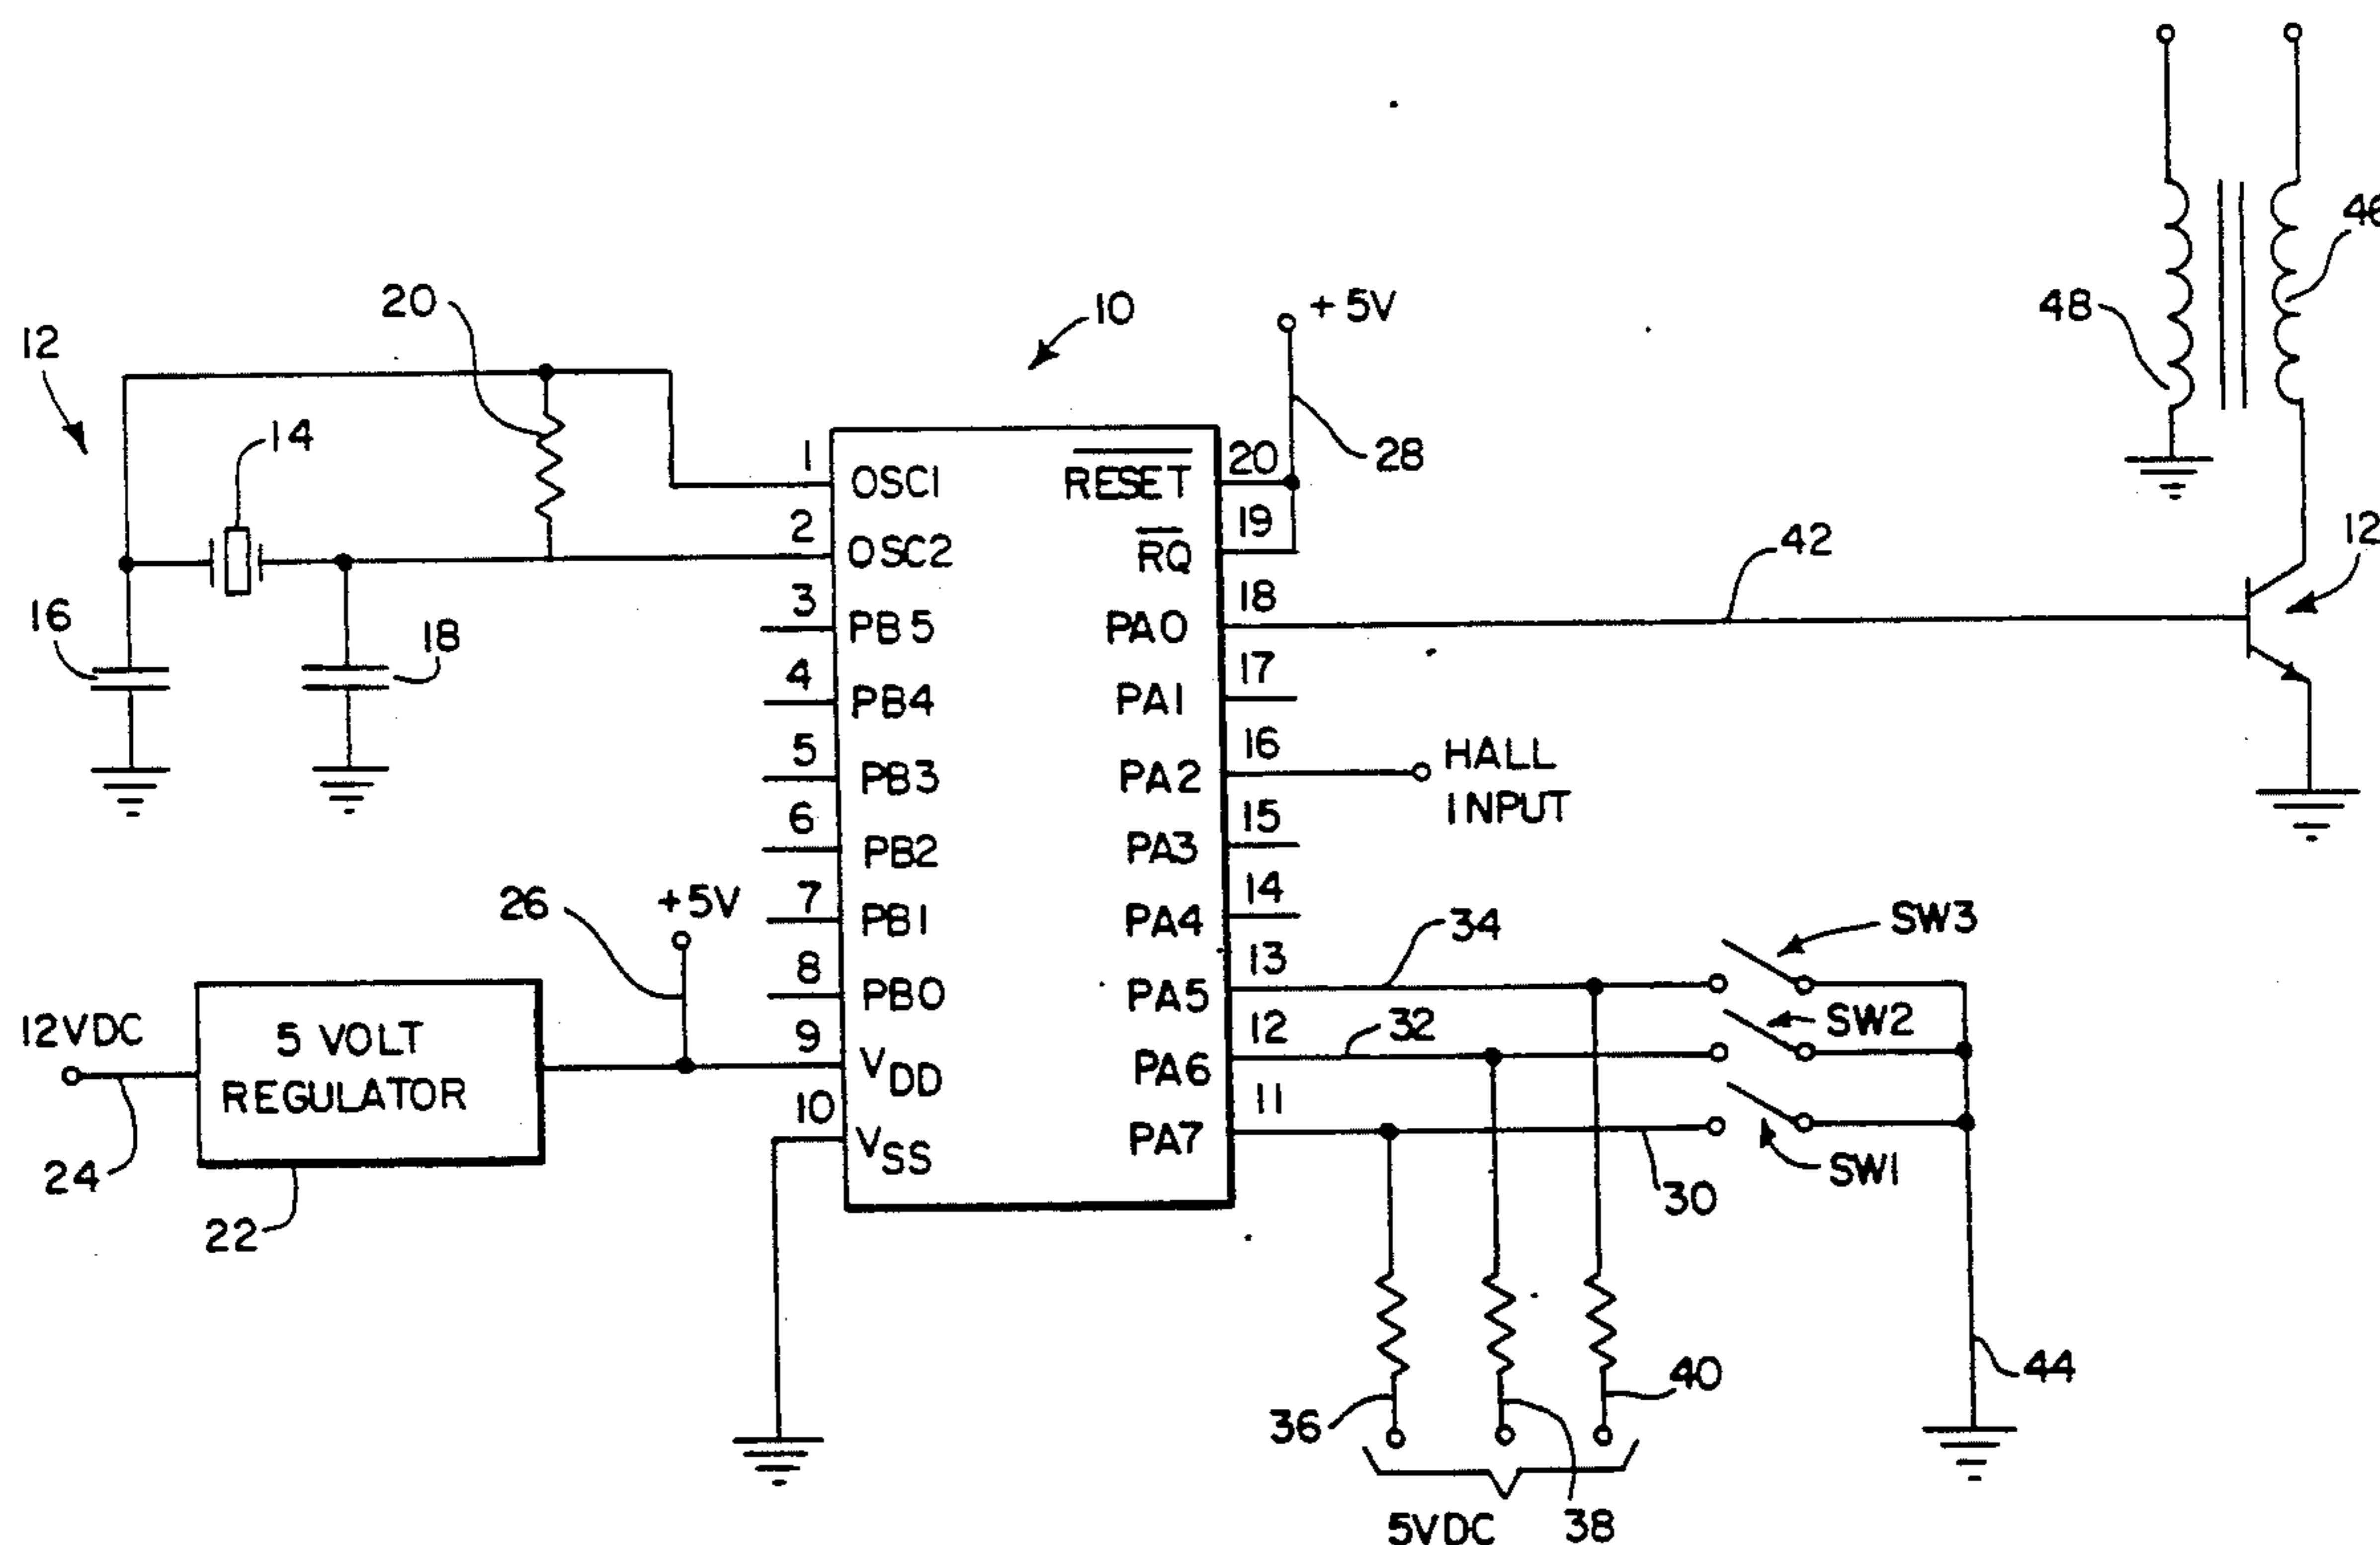 46
48
+5V
10
20
12
14
28
1
OSC1
RESET
20
2
OSC2
RQ
19
42
12
3
PB5
PA0
18
16
18
4
PB4
PA1
17
5
PB3
PA2
16
HALL
INPUT
6
PB2
PA3
15
26
+5V
7
PB1
PA4
14
34
SW3
8
PB0
PA5
13
12VDC
5 VOLT
REGULATOR
9
VDD
PA6
12
32
SW2
10
VSS
PA7
11
24
22
30
SW1
36
40
44
5VDC
38